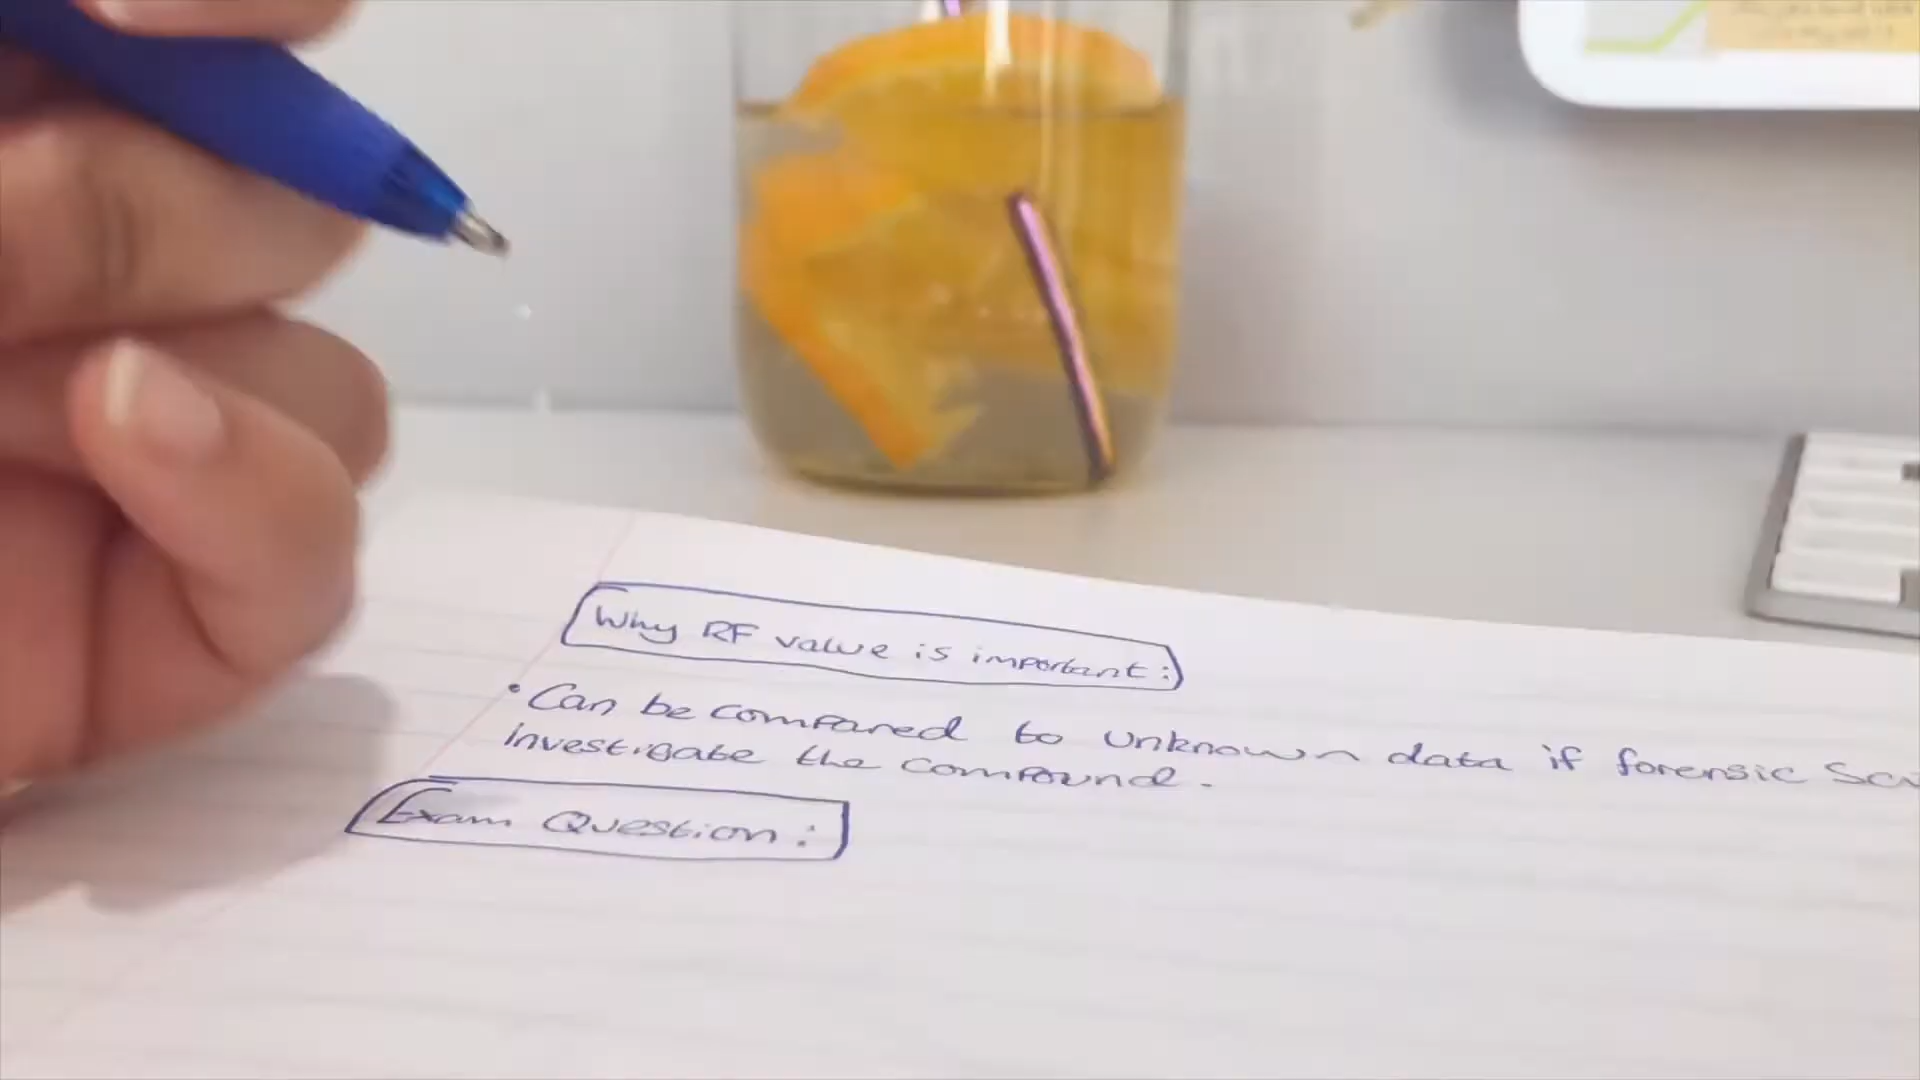 Why RF value is important:
• Can be compared to unknown data if forensic
investigate the compound.
Exam Question: